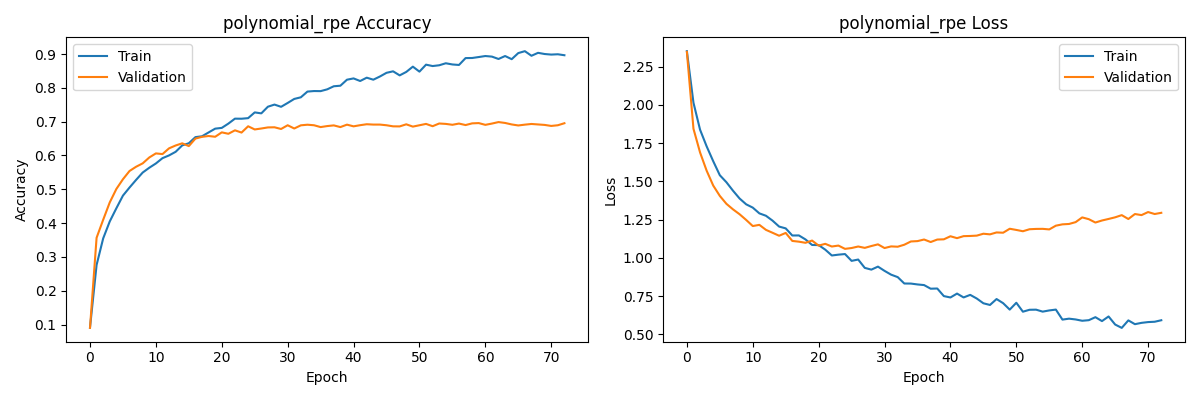 polynomial_rpe Accuracy
Train
Validation
0.9
0.8
0.7
0.6
0.5
0.4
0.3
0.2
0.1
Accuracy
0 10 20 30 40 50 60 70
Epoch
polynomial_rpe Loss
Train
Validation
2.25
2.00
1.75
1.50
1.25
1.00
0.75
0.50
Loss
0 10 20 30 40 50 60 70
Epoch